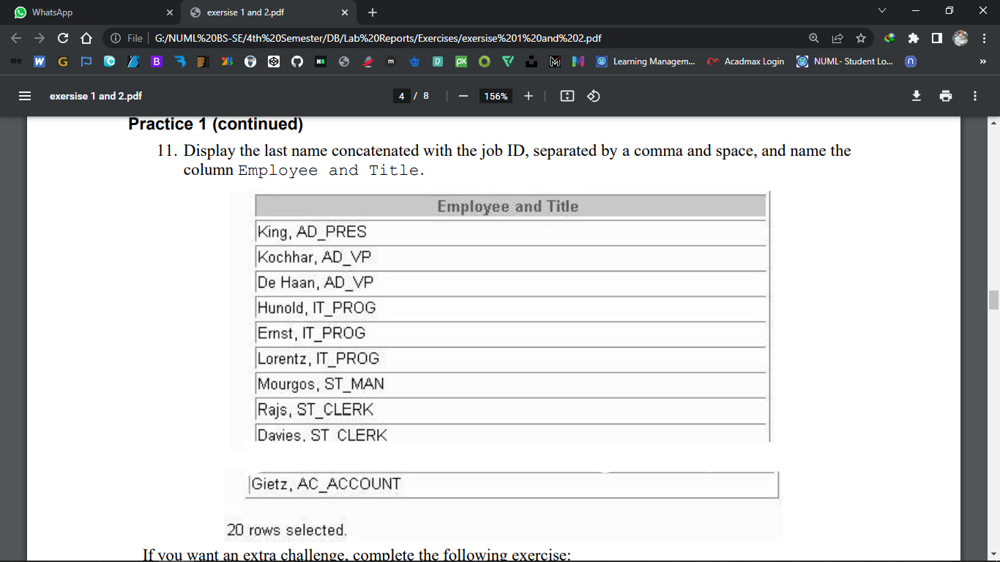 WhatsApp
exersise 1 and 2.pdf
File
G:/NUML%20BS-SE/4th%20Semester/DB/Lab%20Reports/Exercises/exersise%201%20and%202.pdf
Learning Managem...
Acadmax Login
NUML- Student Lo...
exersise 1 and 2.pdf
4 / 8
156%
Practice 1 (continued)
11. Display the last name concatenated with the job ID, separated by a comma and space, and name the
column Employee and Title.
Employee and Title
King, AD_PRES
Kochhar, AD_VP
De Haan, AD_VP
Hunold, IT_PROG
Ernst, IT_PROG
Lorentz, IT_PROG
Mourgos, ST_MAN
Rajs, ST_CLERK
Davies, ST_CLERK
Gietz, AC_ACCOUNT
20 rows selected.
If you want an extra challenge, complete the following exercise: